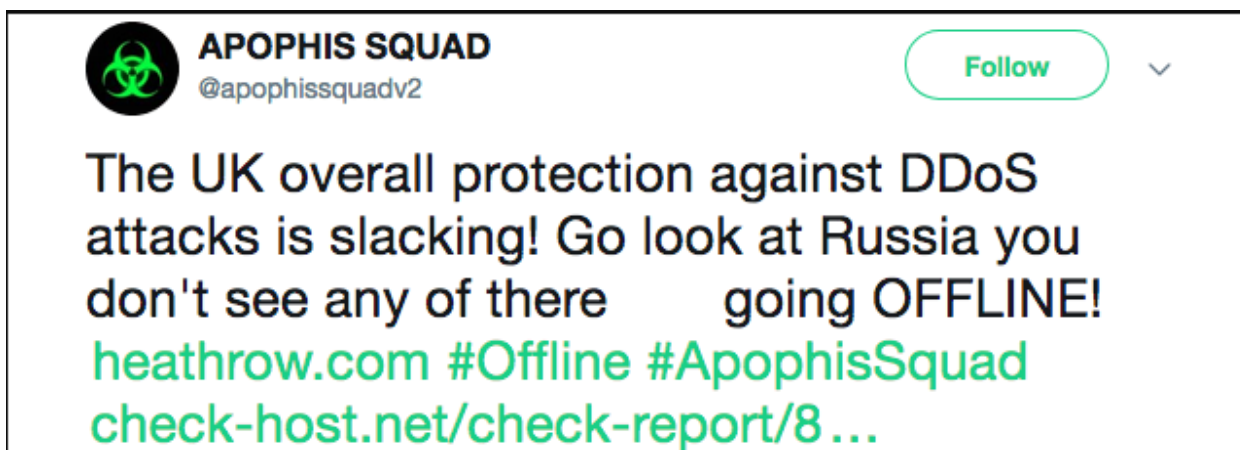 APOPHIS SQUAD
@apophissquadv2
Follow
The UK overall protection against DDoS
attacks is slacking! Go look at Russia you
don't see any of there going OFFLINE!
heathrow.com #Offline #ApophisSquad
check-host.net/check-report/8...